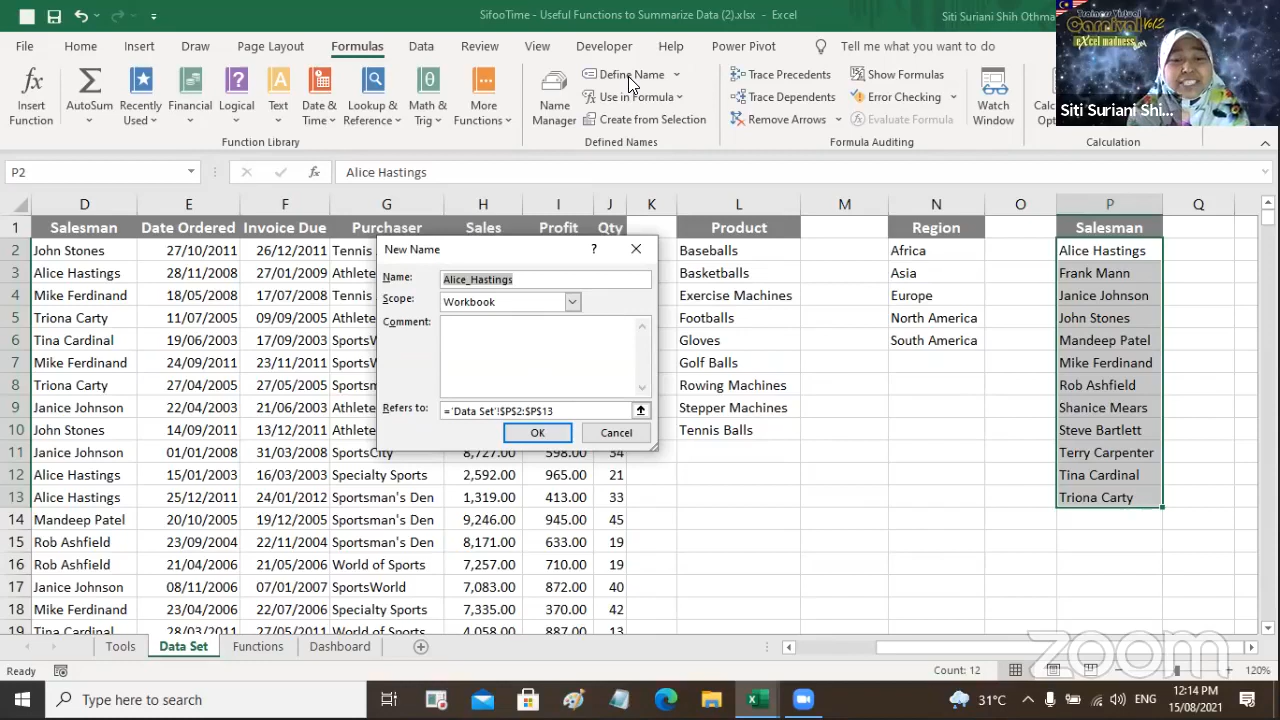 SifooTime - Useful Functions to Summarize Data (2).xlsx - Excel
Siti Suriani Shih Othma
File Home Insert Draw Page Layout Formulas Data Review View Developer Help Power Pivot Tell me what you want to do
Trainers Virtual
Carnival Vol2
eXcel madness
Siti Suriani Shi...
Insert Function
AutoSum
Recently Used
Financial
Logical
Text
Date & Time
Lookup & Reference
Math & Trig
More Functions
Name Manager
Define Name
Use in Formula
Create from Selection
Trace Precedents
Trace Dependents
Remove Arrows
Show Formulas
Error Checking
Evaluate Formula
Watch Window
Function Library
Defined Names
Formula Auditing
Calculation
P2 fx Alice Hastings
D E F G H I J K L M N O P Q
1 Salesman Date Ordered Invoice Due Purchaser Sales Profit Qty Product Region Salesman
2 John Stones 27/10/2011 26/12/2011 Tennis Baseballs Africa Alice Hastings
3 Alice Hastings 28/11/2008 27/01/2009 Athlete Basketballs Asia Frank Mann
4 Mike Ferdinand 18/05/2008 17/07/2008 Tennis Exercise Machines Europe Janice Johnson
5 Triona Carty 11/07/2005 09/09/2005 Athlete Footballs North America John Stones
6 Tina Cardinal 19/06/2003 17/09/2003 SportsW Gloves South America Mandeep Patel
7 Mike Ferdinand 24/09/2011 23/11/2011 SportsW Golf Balls Mike Ferdinand
8 Triona Carty 27/04/2005 27/05/2005 Sportsm Rowing Machines Rob Ashfield
9 Janice Johnson 22/04/2003 21/06/2003 Athlete Stepper Machines Shanice Mears
10 John Stones 14/09/2011 13/12/2011 Athlete Tennis Balls Steve Bartlett
11 Janice Johnson 01/01/2008 31/03/2008 SportsCity 8,727.00 598.00 34 Terry Carpenter
12 Alice Hastings 15/01/2003 16/03/2003 Specialty Sports 2,592.00 965.00 21 Tina Cardinal
13 Alice Hastings 25/12/2011 24/01/2012 Sportsman's Den 1,319.00 413.00 33 Triona Carty
14 Mandeep Patel 20/10/2005 19/12/2005 Sportsman's Den 9,246.00 945.00 45
15 Rob Ashfield 23/09/2004 22/11/2004 Sportsman's Den 8,171.00 633.00 19
16 Rob Ashfield 21/04/2006 21/05/2006 World of Sports 7,257.00 710.00 19
17 Janice Johnson 08/11/2006 07/01/2007 SportsWorld 7,083.00 872.00 40
18 Mike Ferdinand 23/04/2006 22/07/2006 Specialty Sports 7,335.00 370.00 42
19 Tina Cardinal 28/03/2011 27/05/2011 World of Sports 4,058.00 887.00 13
New Name ?
Name: Alice_Hastings
Scope: Workbook
Comment:
Refers to: ='Data Set'!$P$2:$P$13
OK Cancel
Tools Data Set Functions Dashboard
zoom
Ready Count: 12 120%
Type here to search
31°C ENG 12:14 PM
15/08/2021